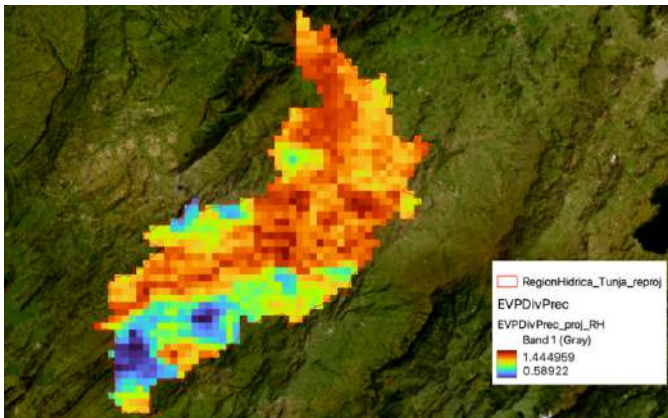 RegionHidrica_Tunja_reproj
EVPDivPrec
EVPDivPrec_proj_RH
Band 1 (Gray)
1.444959
0.58922